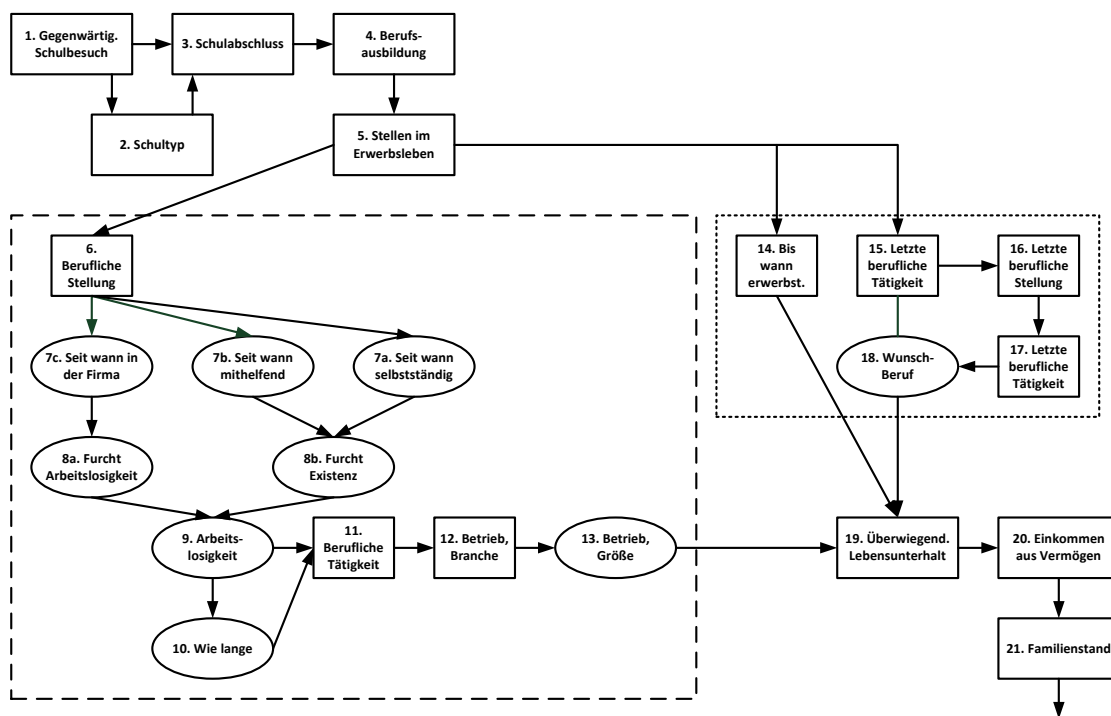 1. Gegenwärtig.
Schulbesuch
3. Schulabschluss
4. Berufs-
ausbildung
2. Schultyp
5. Stellen im
Erwerbsleben
6.
Berufliche
Stellung
14. Bis
wann
erwerbst.
15. Letzte
berufliche
Tätigkeit
16. Letzte
berufliche
Stellung
7c. Seit wann in
der Firma
7b. Seit wann
mithelfend
7a. Seit wann
selbstständig
18. Wunsch-
Beruf
17. Letzte
berufliche
Tätigkeit
8a. Furcht
Arbeitslosigkeit
8b. Furcht
Existenz
9. Arbeits-
losigkeit
11.
Berufliche
Tätigkeit
12. Betrieb,
Branche
13. Betrieb,
Größe
19. Überwiegend.
Lebensunterhalt
20. Einkommen
aus Vermögen
10. Wie lange
21. Familienstand